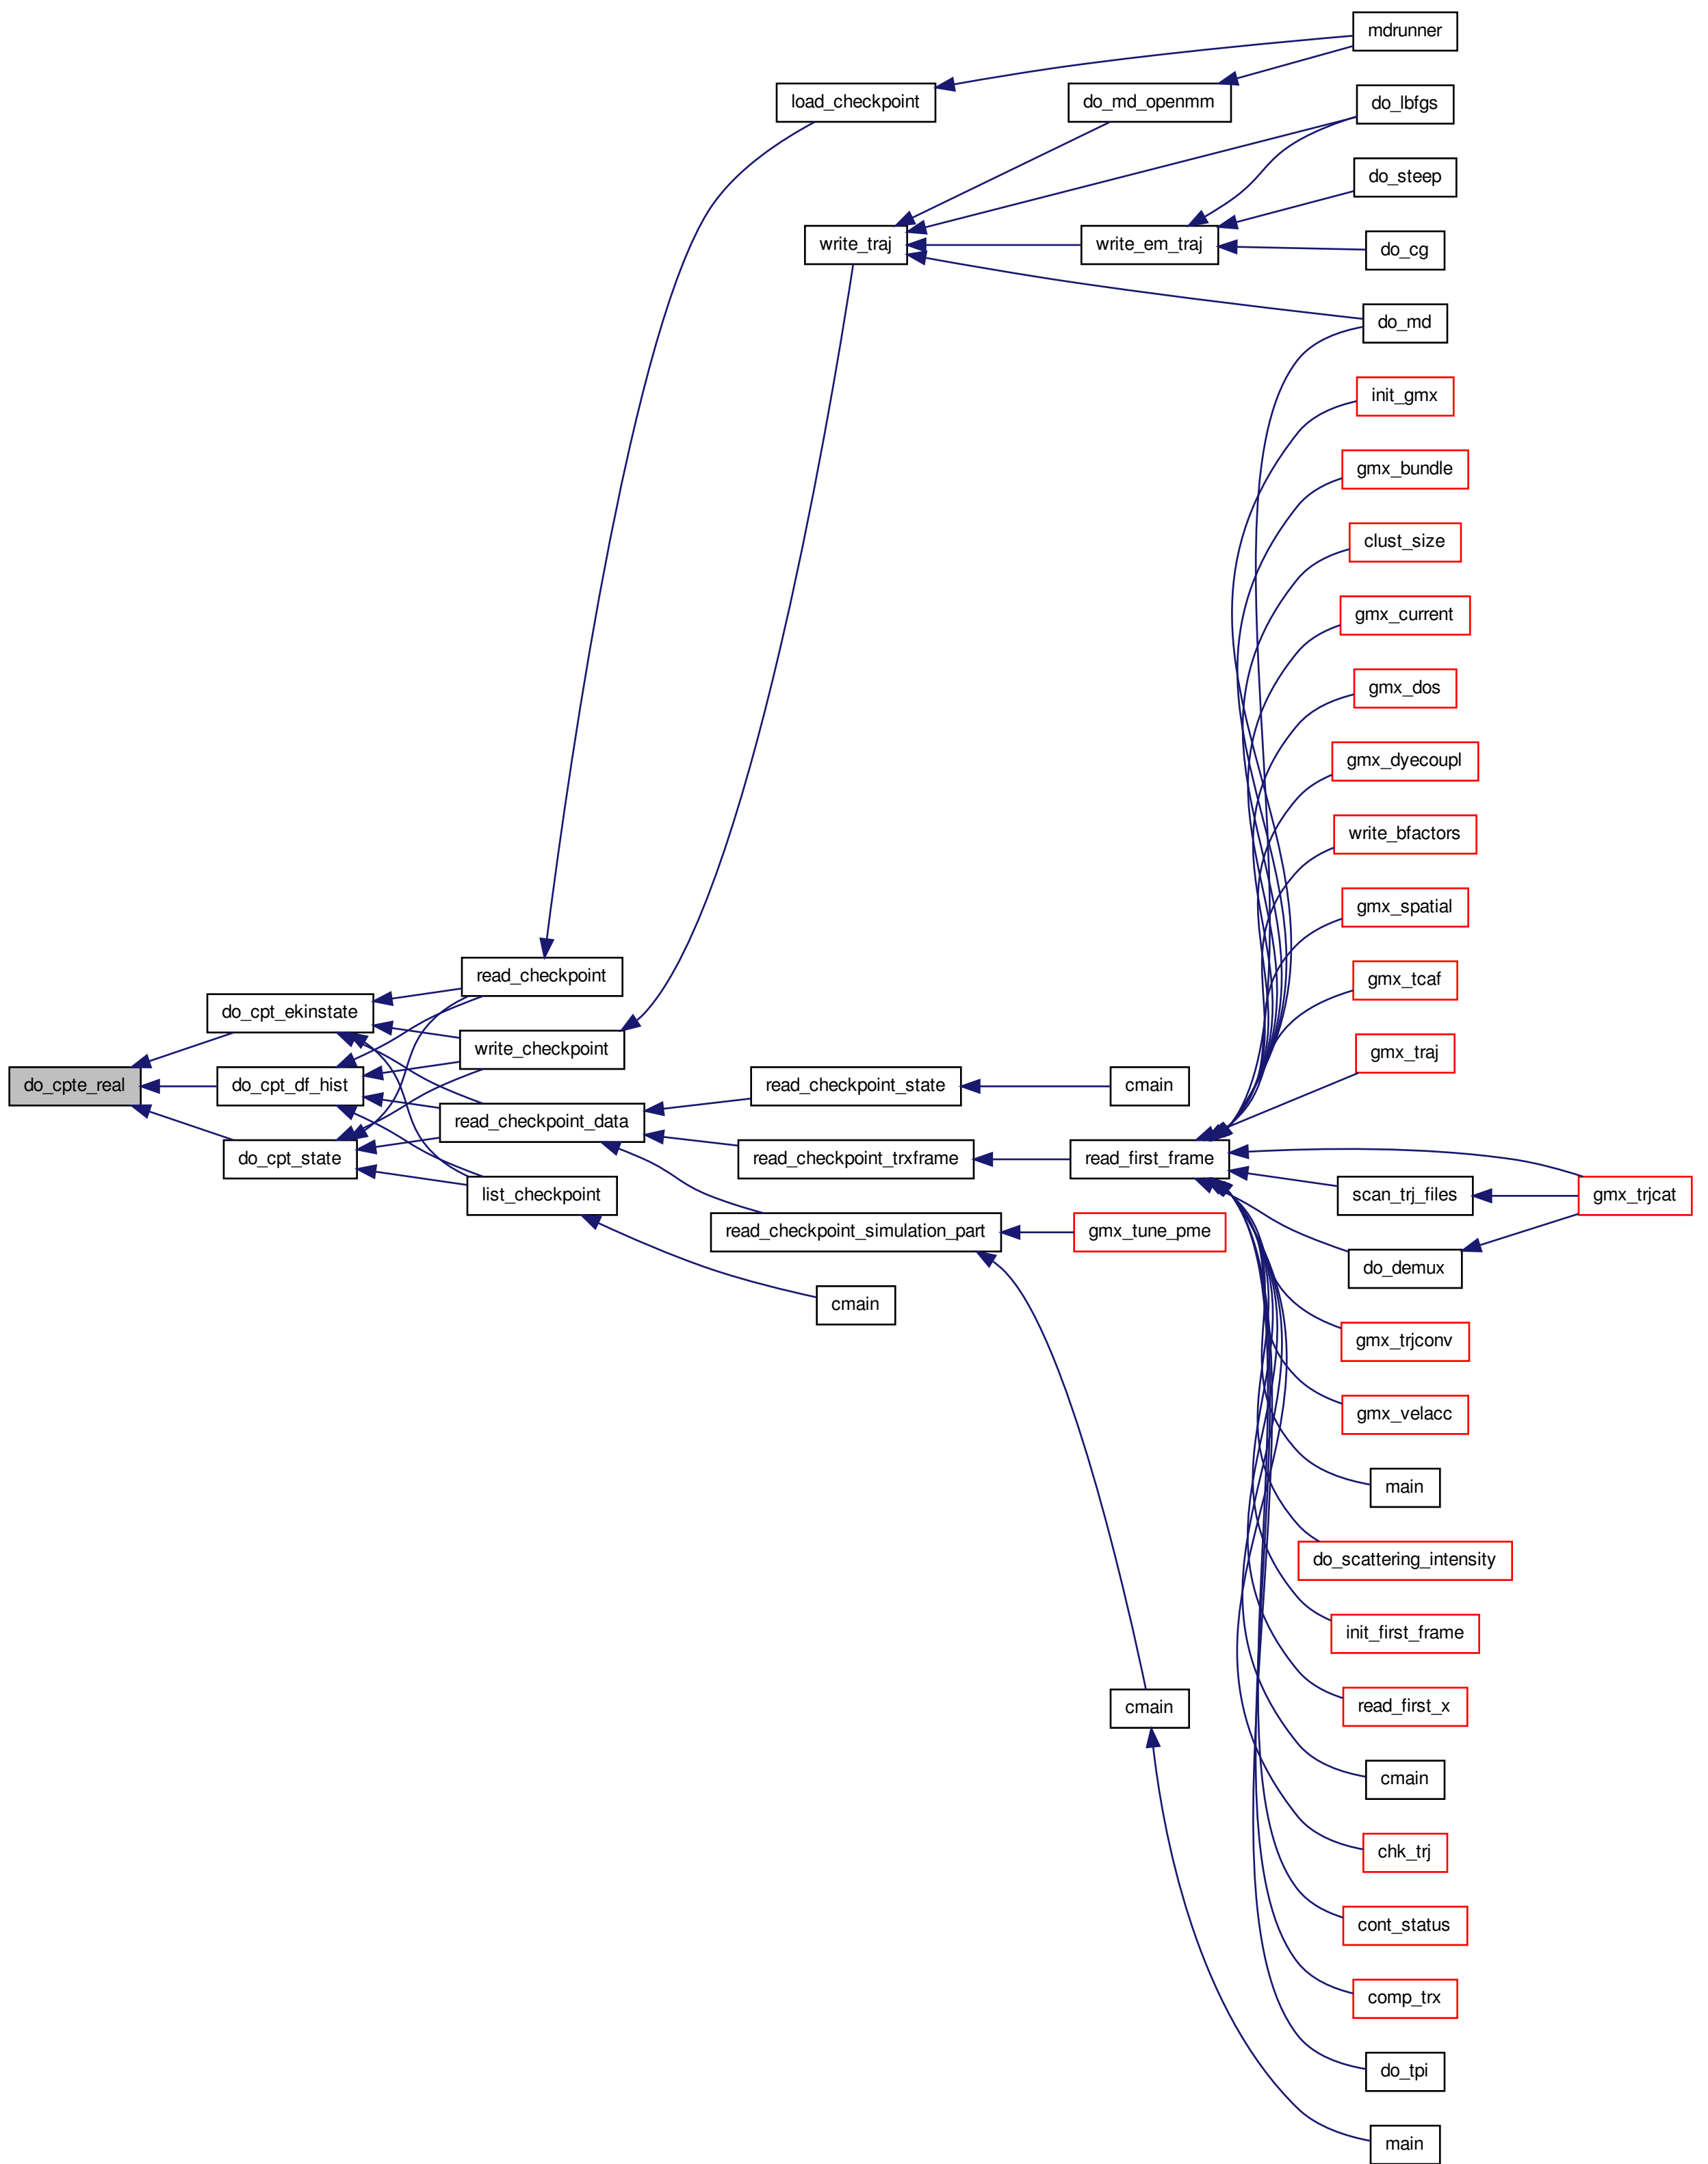 mdrunner
load_checkpoint
do_md_openmm
do_lbfgs
do_steep
write_traj
write_em_traj
do_cg
do_md
init_gmx
gmx_bundle
clust_size
gmx_current
gmx_dos
gmx_dyecoupl
write_bfactors
gmx_spatial
read_checkpoint
gmx_tcaf
do_cpt_ekinstate
write_checkpoint
gmx_traj
do_cpte_real
do_cpt_df_hist
read_checkpoint_state
cmain
read_checkpoint_data
do_cpt_state
read_checkpoint_trxframe
read_first_frame
list_checkpoint
scan_trj_files
gmx_trjcat
read_checkpoint_simulation_part
gmx_tune_pme
do_demux
cmain
gmx_trjconv
gmx_velacc
main
do_scattering_intensity
init_first_frame
read_first_x
cmain
cmain
chk_trj
cont_status
comp_trx
do_tpi
main